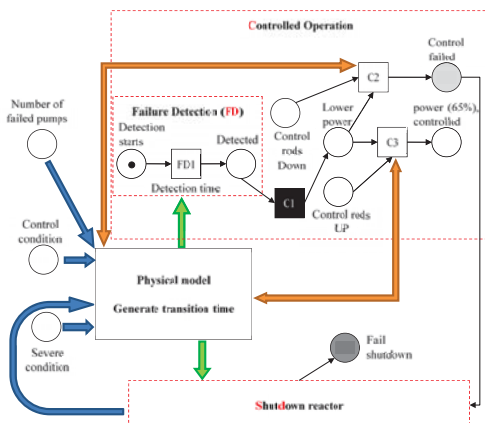 Controlled Operation
Control
failed
C2
Number of
failed pumps
Failure Detection (FD)
Lower
power
power (65%),
controlled
Detection
starts
Detected
Control
rods
Down
C3
FD1
Detection time
C1
Control rods
UP
Control
condition
Physical model
Generate transition time
Severe
condition
Fail
shutdown
Shutdown reactor